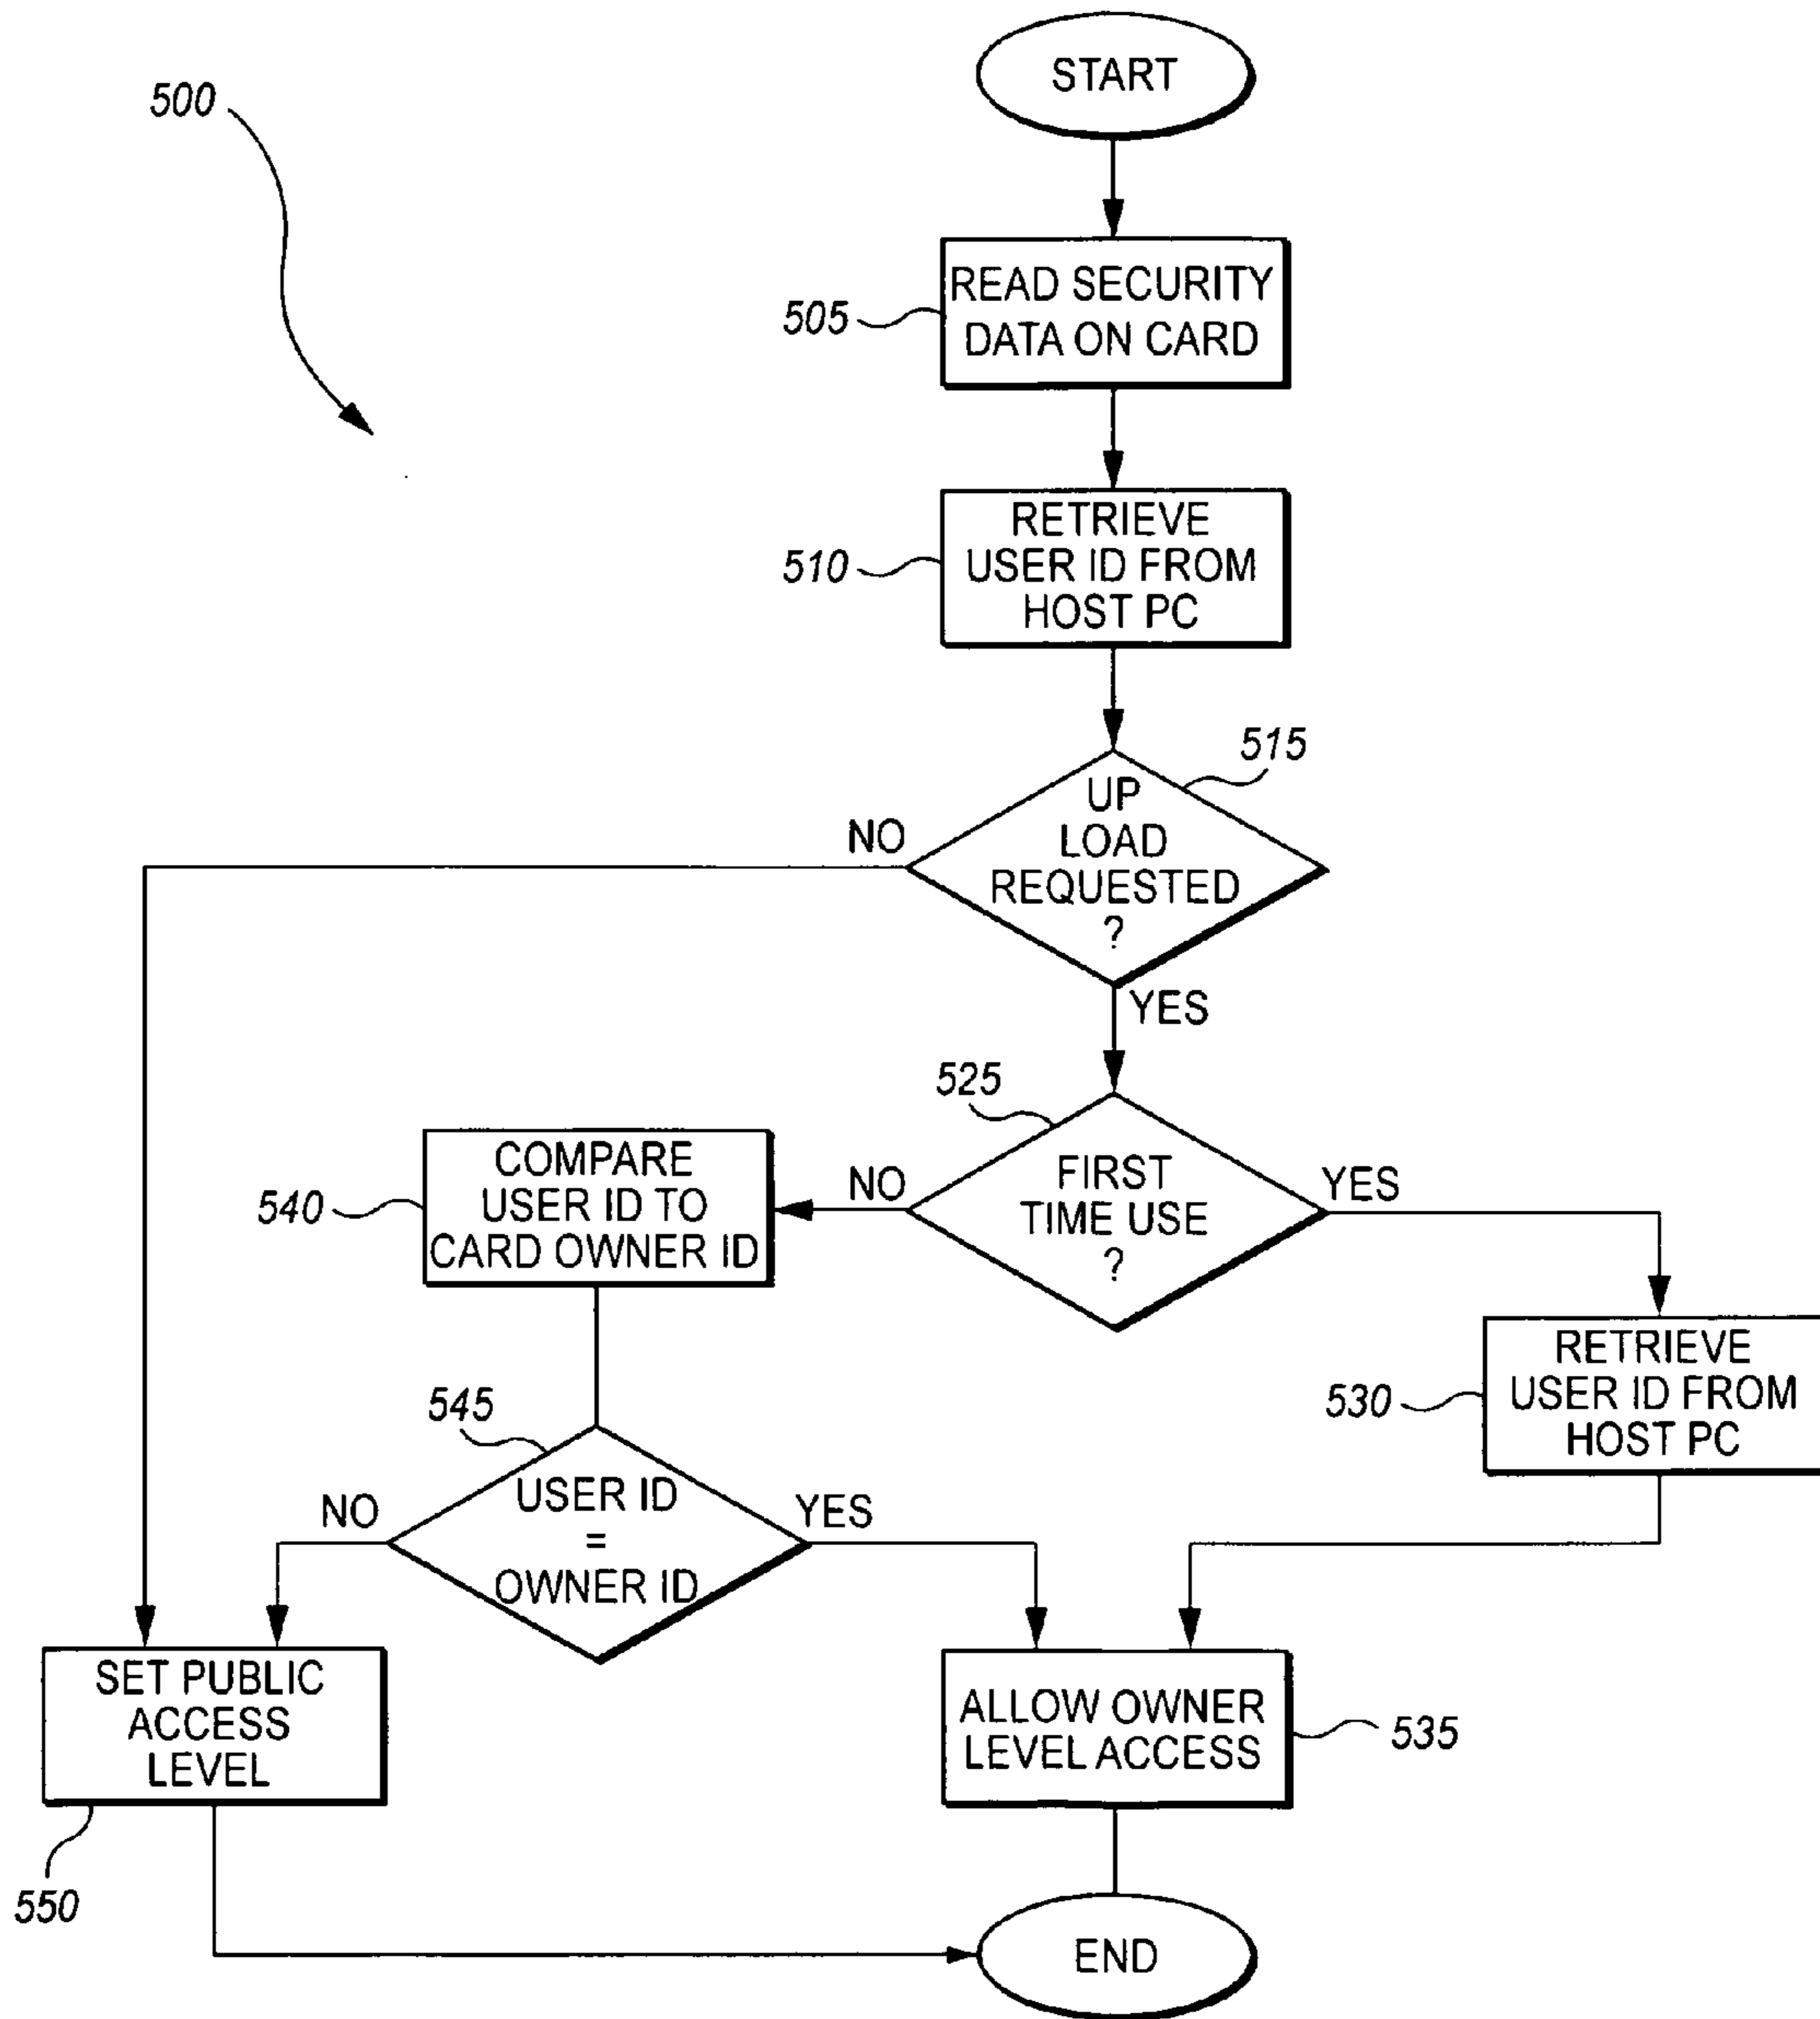 500
START
505
READ SECURITY
DATA ON CARD
510
RETRIEVE
USER ID FROM
HOST PC
515
UP
LOAD
REQUESTED
?
NO
YES
525
FIRST
TIME USE
?
NO
YES
540
COMPARE
USER ID TO
CARD OWNER ID
530
RETRIEVE
USER ID FROM
HOST PC
545
USER ID
=
OWNER ID
NO
YES
SET PUBLIC
ACCESS
LEVEL
550
ALLOW OWNER
LEVEL ACCESS
535
END